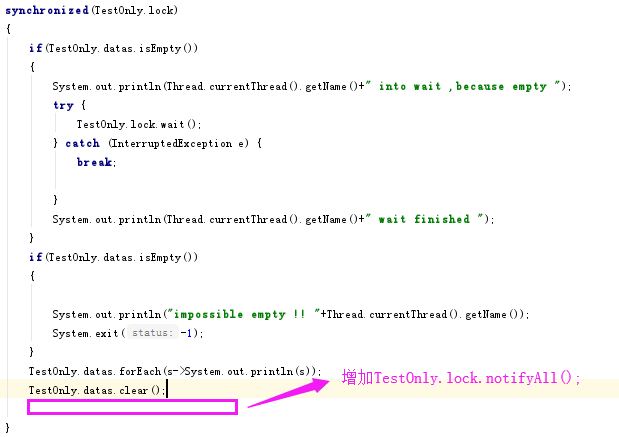 synchronized(TestOnly.lock)
{
if(TestOnly.datas.isEmpty())
{
System.out.println(Thread.currentThread().getName()+" into wait ,because empty ");
try {
TestOnly.lock.wait();
} catch (InterruptedException e) {
break;
}
System.out.println(Thread.currentThread().getName()+" wait finished ");
}
if(TestOnly.datas.isEmpty())
{
System.out.println("impossible empty !! "+Thread.currentThread().getName());
System.exit( status: -1);
}
TestOnly.datas.forEach(s->System.out.println(s));
TestOnly.datas.clear();
增加TestOnly.lock.notifyAll();
}